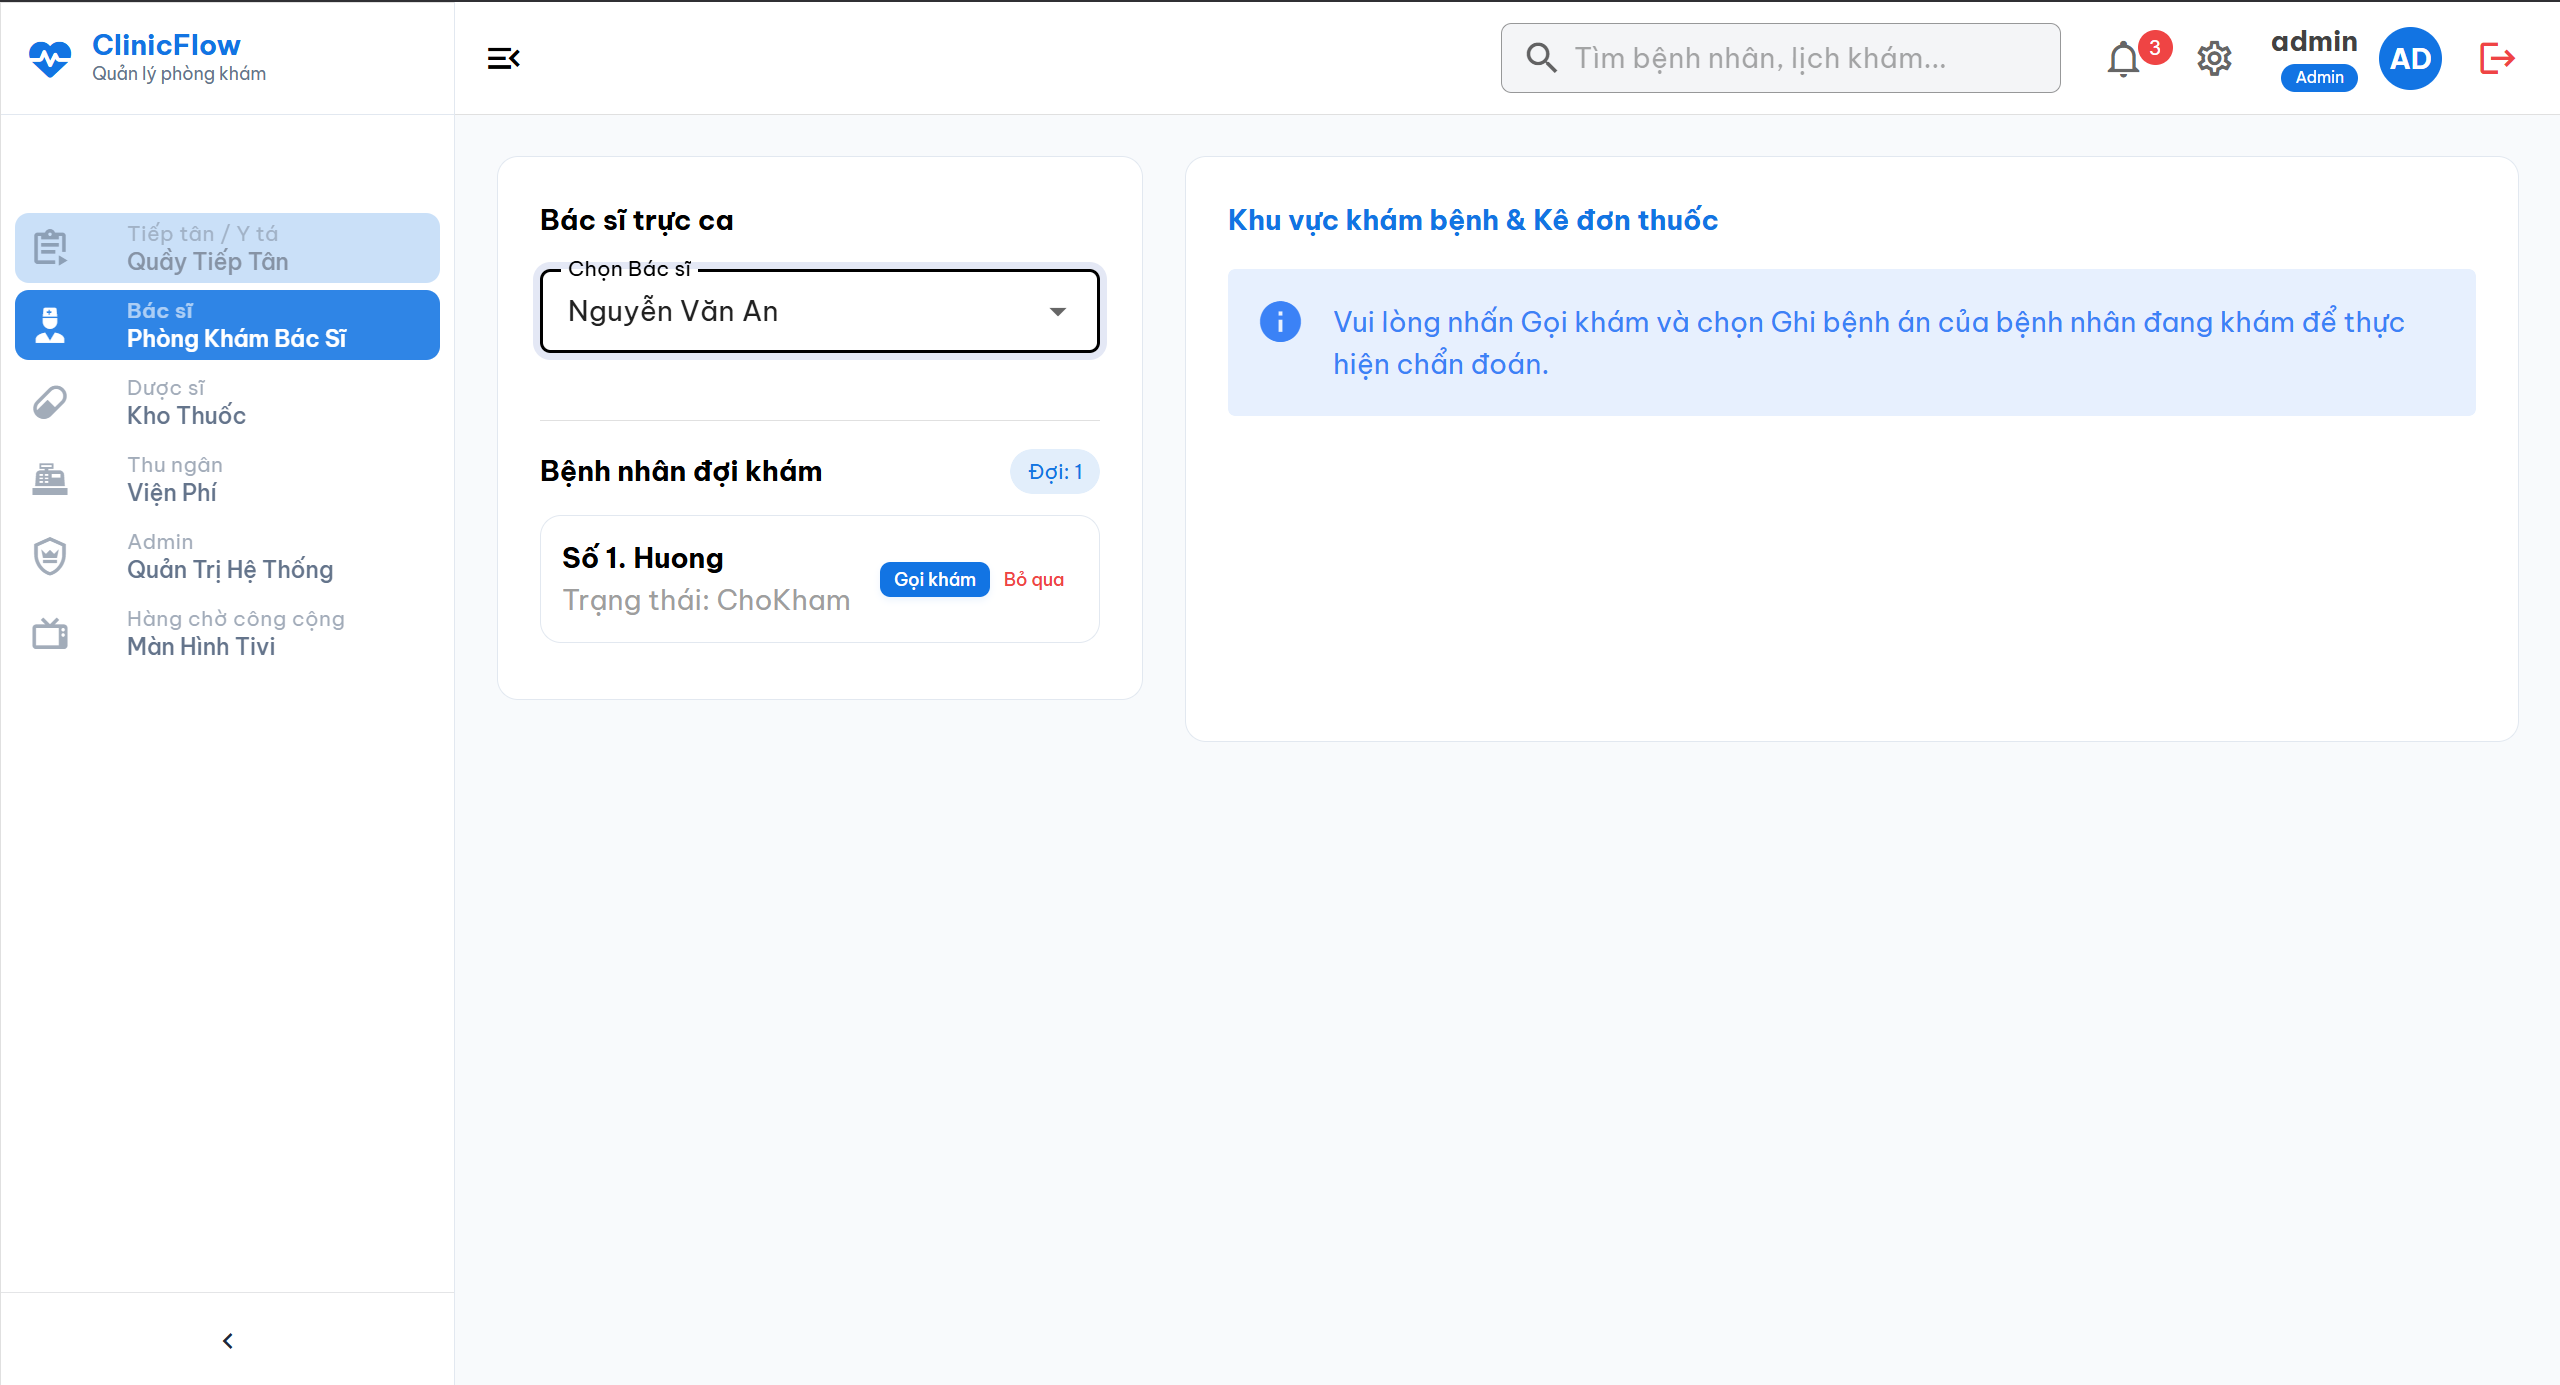 ClinicFlow
Quản lý phòng khám
Tìm bệnh nhân, lịch khám...
3
admin
Admin
AD
Tiếp tân / Y tá
Quầy Tiếp Tân
Bác sĩ
Phòng Khám Bác Sĩ
Dược sĩ
Kho Thuốc
Thu ngân
Viện Phí
Admin
Quản Trị Hệ Thống
Hàng chờ công cộng
Màn Hình Tivi
Bác sĩ trực ca
Chọn Bác sĩ
Nguyễn Văn An
Bệnh nhân đợi khám
Đợi: 1
Số 1. Huong
Trạng thái: ChoKham
Gọi khám
Bỏ qua
Khu vực khám bệnh & Kê đơn thuốc
Vui lòng nhấn Gọi khám và chọn Ghi bệnh án của bệnh nhân đang khám để thực
hiện chẩn đoán.